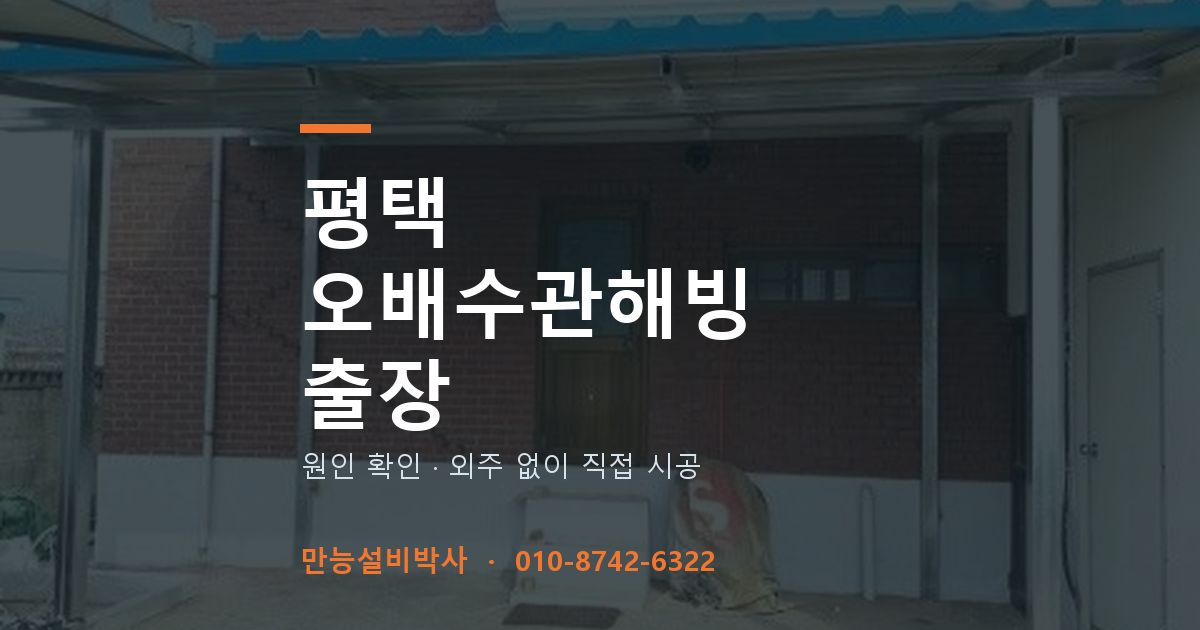 평택
오배수관해빙
출장
원인 확인 · 외주 없이 직접 시공
만능설비박사 · 010-8742-6322
S